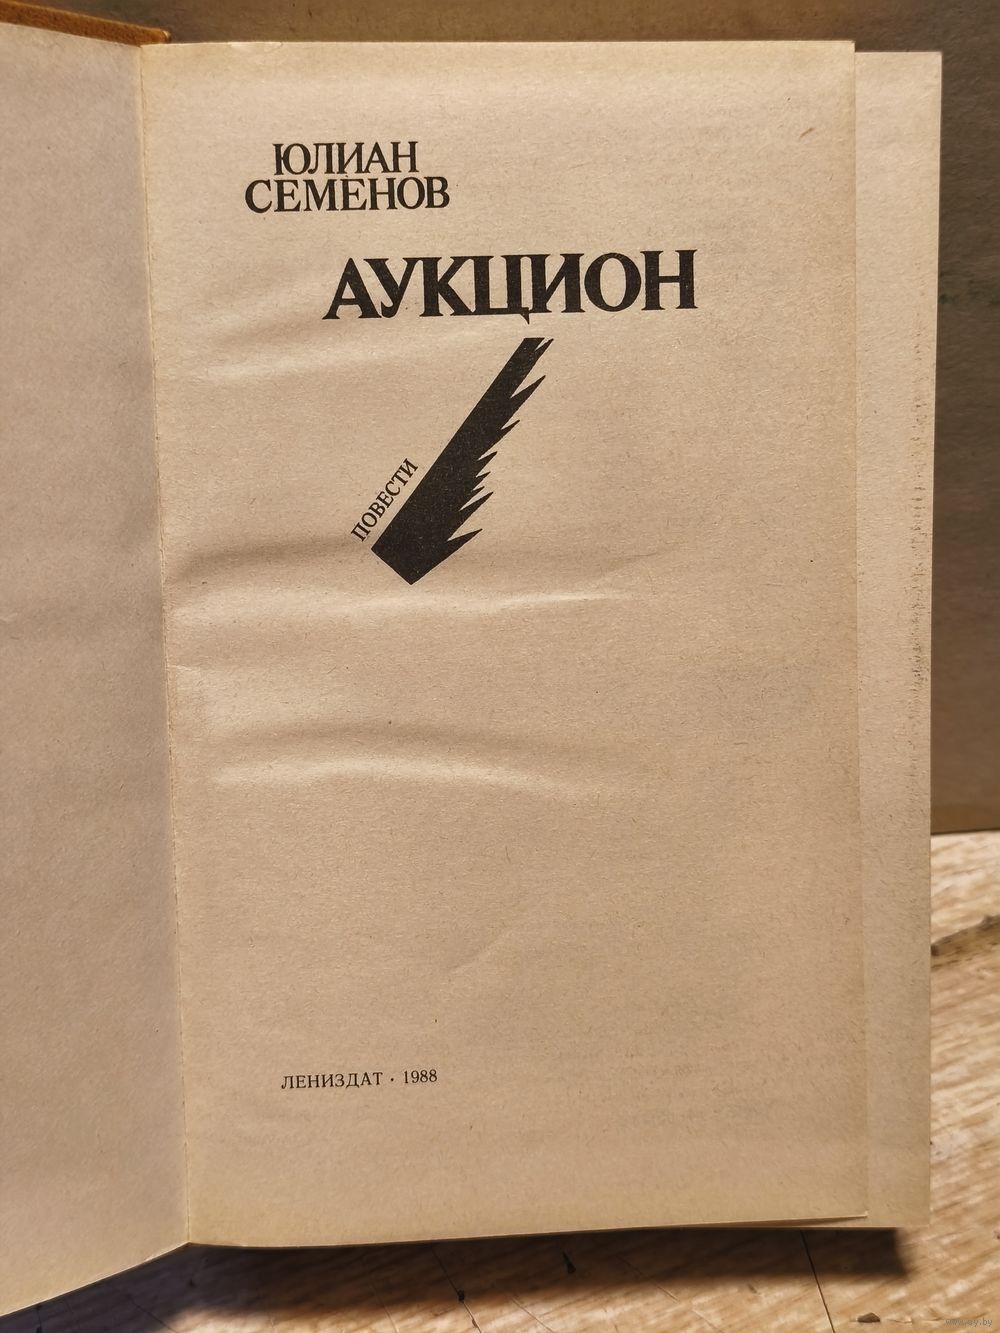 ЮЛИАН
СЕМЕНОВ
АУКЦИОН
ПОВЕСТИ
ЛЕНИЗДАТ · 1988